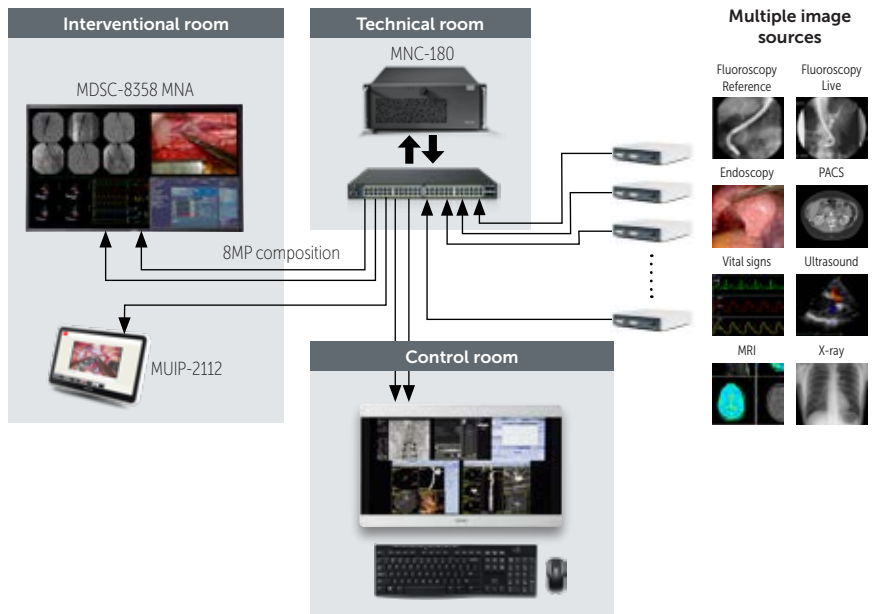 Interventional room
MDSC-8358 MNA
8MP composition
MUIP-2112
Technical room
MNC-180
Control room
Multiple image
sources
Fluoroscopy
Reference
Fluoroscopy
Live
Endoscopy
PACS
Vital signs
Ultrasound
MRI
X-ray